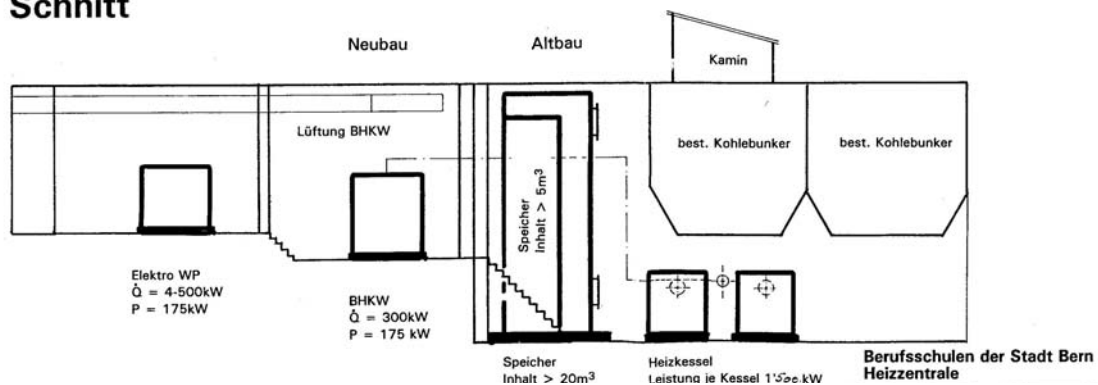 Schnitt
Neubau
Altbau
Kamin
Lüftung BHKW
best. Kohlebunker
best. Kohlebunker
Speicher
Inhalt > 5m³
Elektro WP
Q̇ = 4-500kW
P = 175kW
BHKW
Q̇ = 300kW
P = 175 kW
Speicher
Inhalt > 20m³
Heizkessel
Leistung je Kessel 1'500 kW
Berufsschulen der Stadt Bern
Heizzentrale